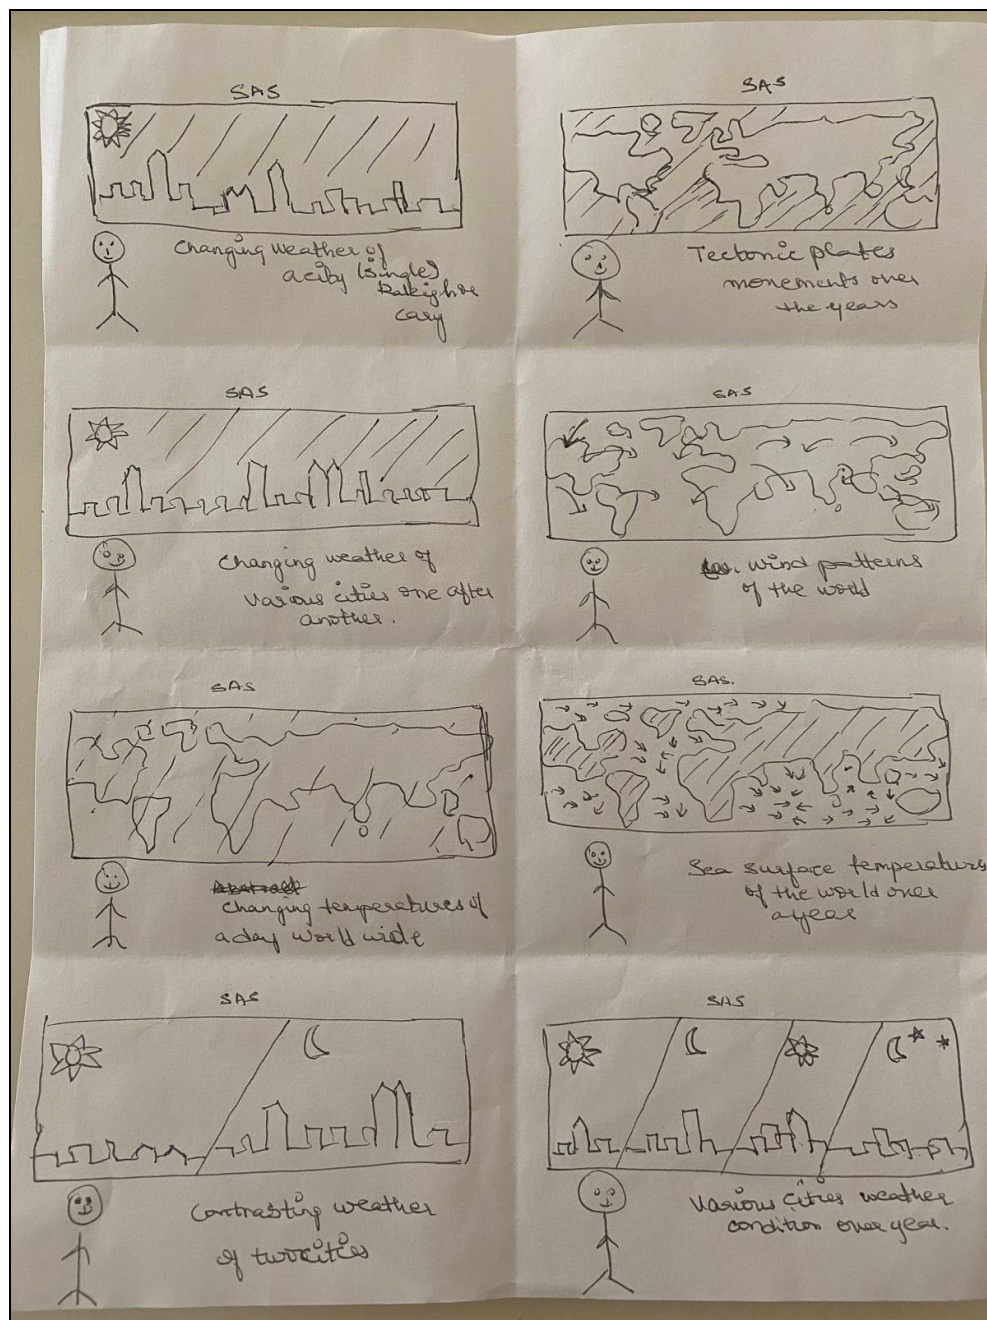 SAS
Changing weather of
a city (single)
Raleigh or
Cary
SAS
Tectonic plates
monements over
the years
SAS
Changing weather of
various cities one after
another.
SAS
wind patterns
of the world
SAS
Changing temperatures of
a day world wide
SAS.
Sea surface temperatures
of the world over
a year
SAS
Contrasting weather
of two cities
SAS
Various cities weather
condition over year.